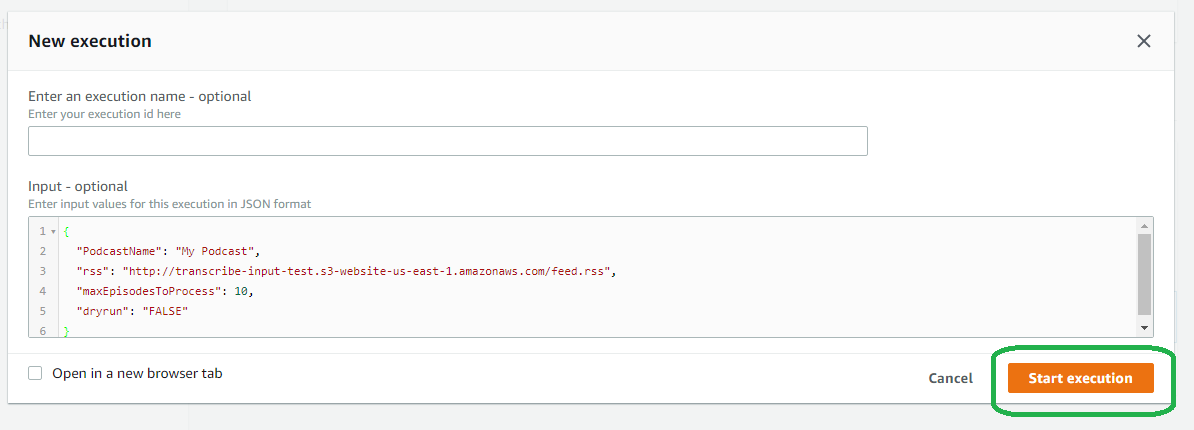 New execution
Enter an execution name - optional
Enter your execution id here
Input - optional
Enter input values for this execution in JSON format
1 {
2 "PodcastName": "My Podcast",
3 "rss": "http://transcribe-input-test.s3-website-us-east-1.amazonaws.com/feed.rss",
4 "maxEpisodesToProcess": 10,
5 "dryrun": "FALSE"
6 }
Open in a new browser tab
Cancel
Start execution